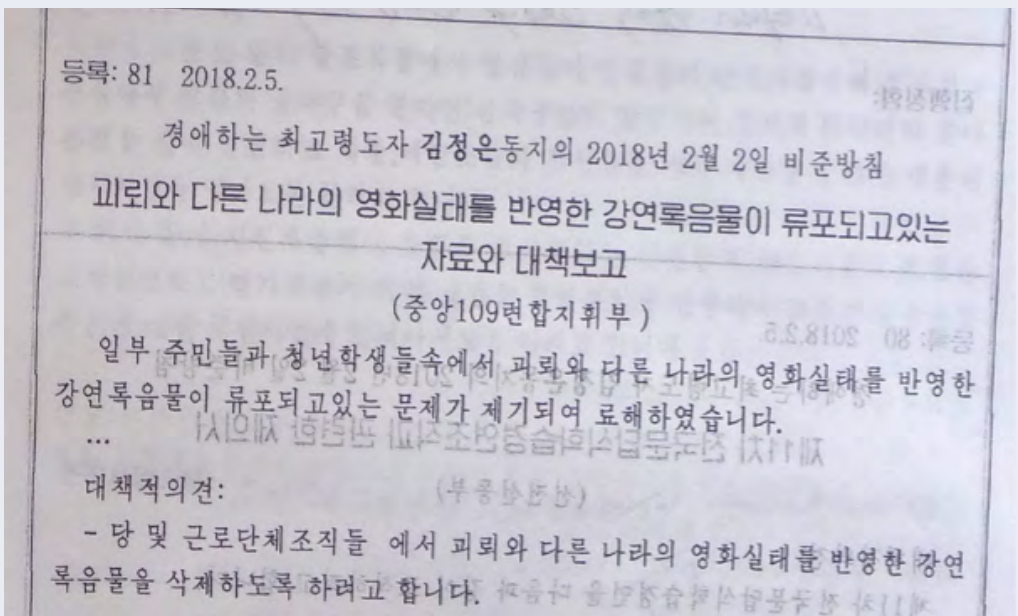 등록: 81 2018.2.5.
경애하는 최고령도자 김정은동지의 2018년 2월 2일 비준방침
괴뢰와 다른 나라의 영화실태를 반영한 강연록음물이 류포되고있는
자료와 대책보고
(중앙109련합지휘부)
일부 주민들과 청년학생들속에서 괴뢰와 다른 나라의 영화실태를 반영한
강연록음물이 류포되고있는 문제가 제기되여 료해하였습니다.
...
대책적의견:
- 당 및 근로단체조직들 에서 괴뢰와 다른 나라의 영화실태를 반영한 강연
록음물을 삭제하도록 하려고 합니다.